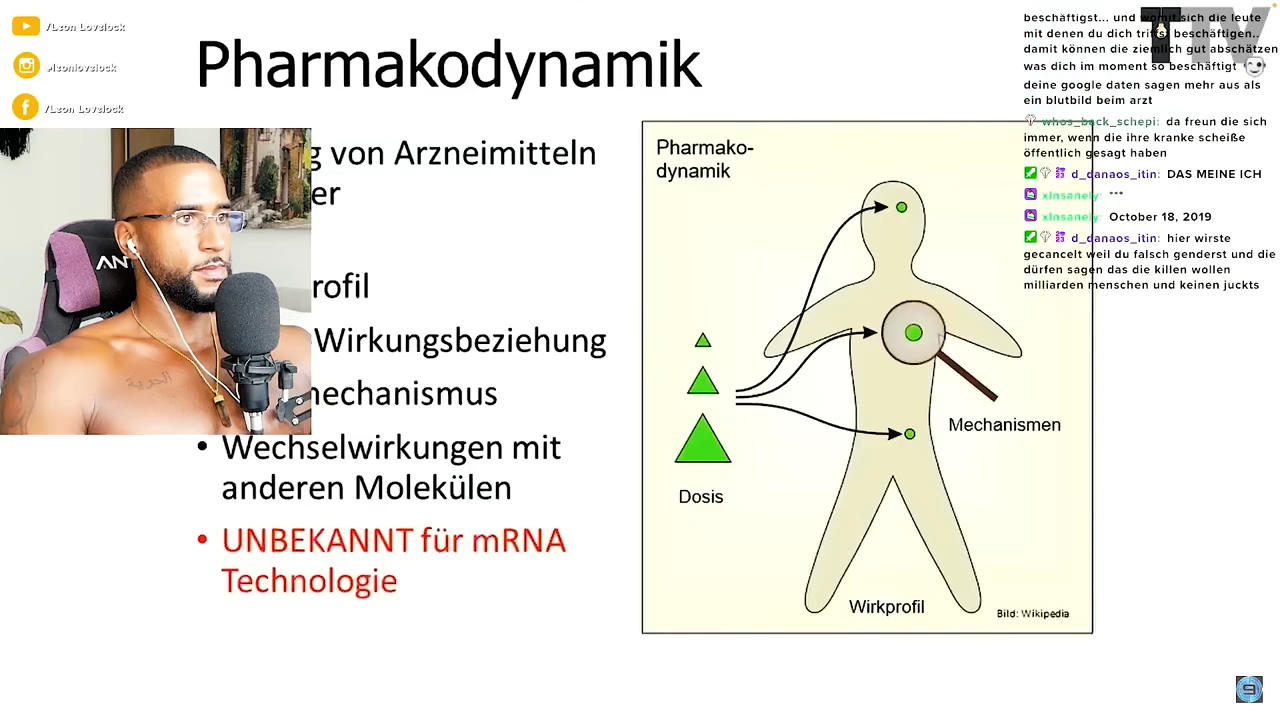 /Leon Lovelock
leonlovelock
/Leon Lovelock
Pharmakodynamik
von Arzneimitteln
er
rofil
Wirkungsbeziehung
mechanismus
• Wechselwirkungen mit
anderen Molekülen
• UNBEKANNT für mRNA
Technologie
AN
الحرية
Pharmako-
dynamik
Dosis
Mechanismen
Wirkprofil
Bild: Wikipedia
beschäftigst... und womit sich die leute
mit denen du dich triffst beschäftigen..
damit können die ziemlich gut abschätzen
was dich im moment so beschäftigt
deine google daten sagen mehr aus als
ein blutbild beim arzt
whos_back_schepi: da freun die sich
immer, wenn die ihre kranke scheiße
öffentlich gesagt haben
d_danaos_itin: DAS MEINE ICH
xInsanely: ***
xInsanely: October 18, 2019
d_danaos_itin: hier wirste
gecancelt weil du falsch genderst und die
dürfen sagen das die killen wollen
milliarden menschen und keinen juckts